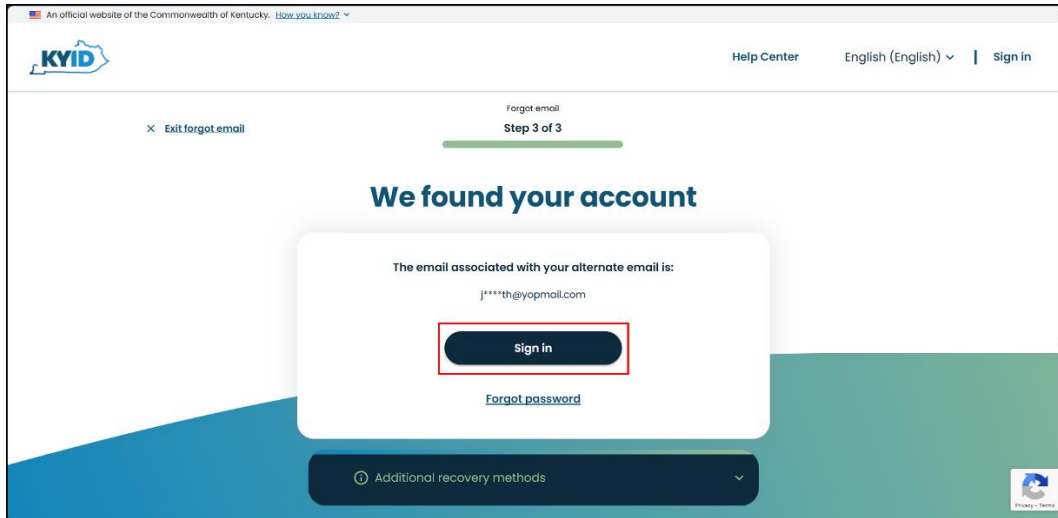 An official website of the Commonwealth of Kentucky. How you know?
KYID
Help Center English (English) | Sign in
Forgot email
Exit forgot email
Step 3 of 3
We found your account
The email associated with your alternate email is:
j****th@yopmail.com
Sign in
Forgot password
Additional recovery methods
Privacy - Terms